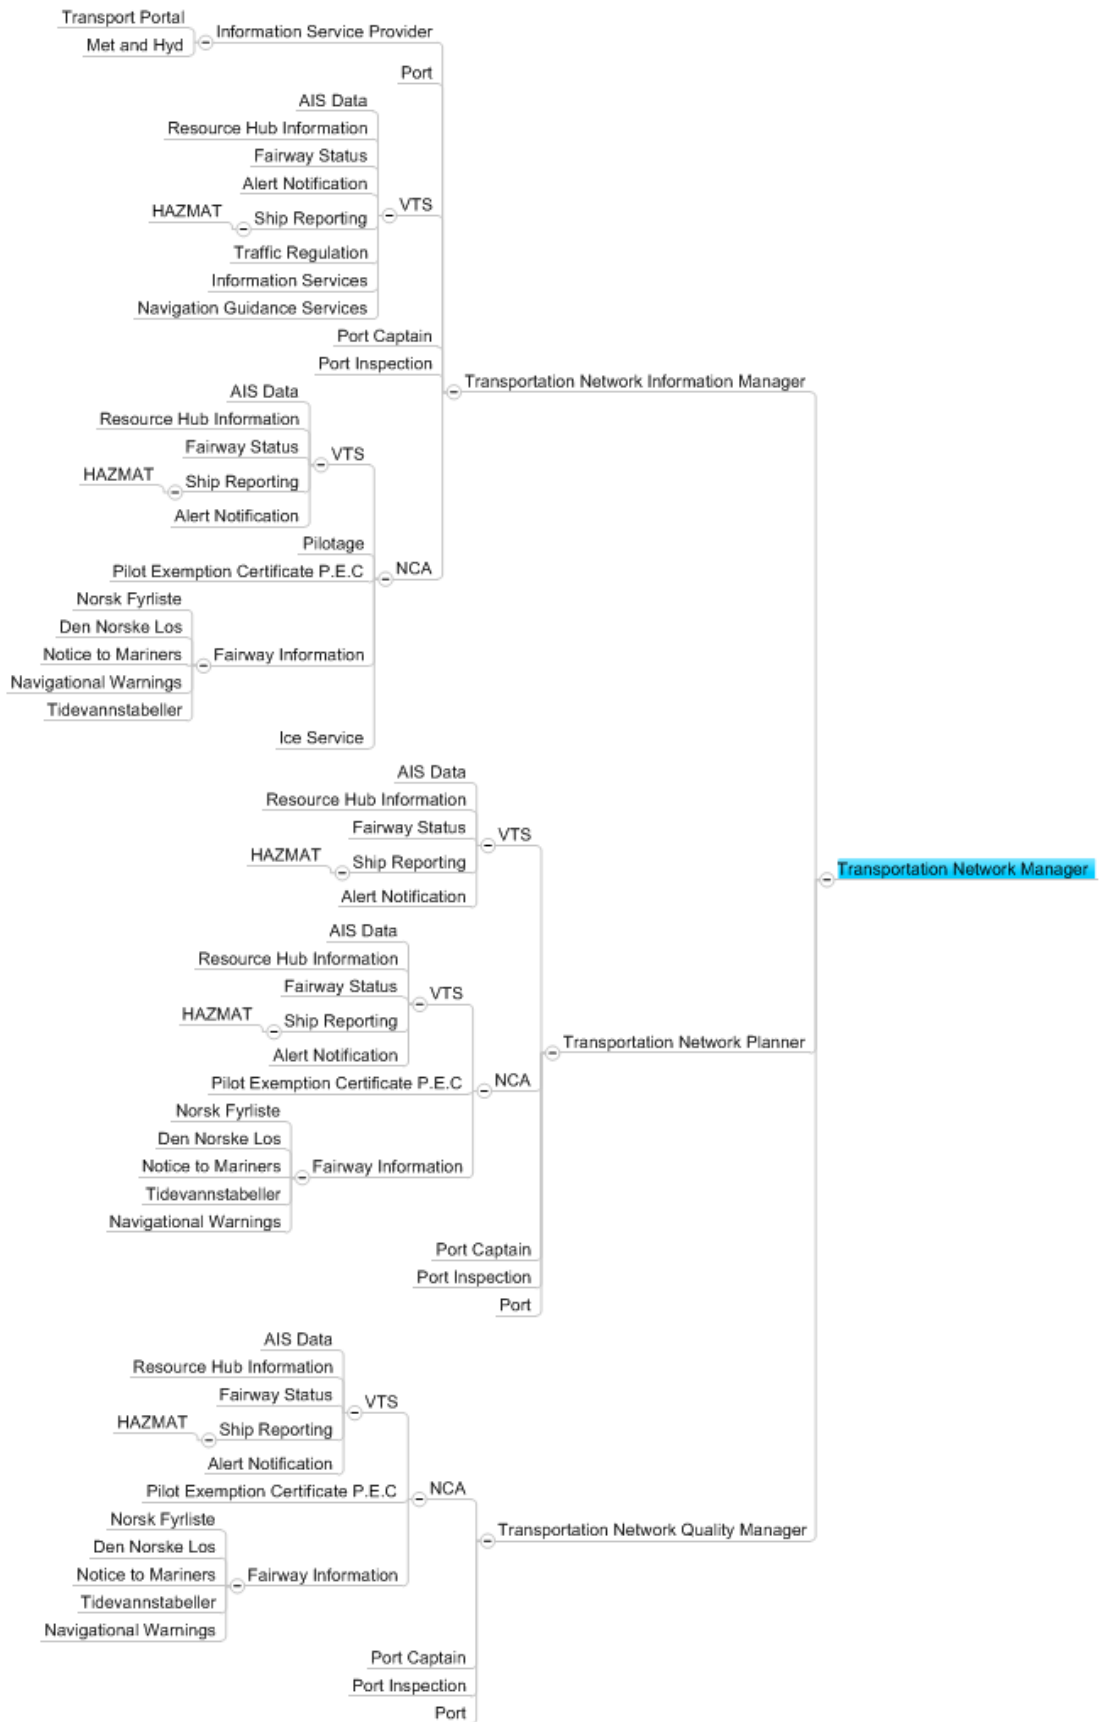 Transport Portal
Information Service Provider
Met and Hyd
Port
AIS Data
Resource Hub Information
Fairway Status
Alert Notification
VTS
HAZMAT
Ship Reporting
Traffic Regulation
Information Services
Navigation Guidance Services
Port Captain
Port Inspection
Transportation Network Information Manager
AIS Data
Resource Hub Information
Fairway Status
VTS
HAZMAT
Ship Reporting
Alert Notification
Pilotage
Pilot Exemption Certificate P.E.C
NCA
Norsk Fyrliste
Den Norske Los
Notice to Mariners
Fairway Information
Navigational Warnings
Tidevannstabeller
Ice Service
AIS Data
Resource Hub Information
Fairway Status
VTS
HAZMAT
Ship Reporting
Transportation Network Manager
Alert Notification
AIS Data
Resource Hub Information
Fairway Status
VTS
HAZMAT
Ship Reporting
Transportation Network Planner
Alert Notification
Pilot Exemption Certificate P.E.C
NCA
Norsk Fyrliste
Den Norske Los
Notice to Mariners
Fairway Information
Tidevannstabeller
Navigational Warnings
Port Captain
Port Inspection
Port
AIS Data
Resource Hub Information
Fairway Status
VTS
HAZMAT
Ship Reporting
Alert Notification
Pilot Exemption Certificate P.E.C
NCA
Norsk Fyrliste
Transportation Network Quality Manager
Den Norske Los
Notice to Mariners
Fairway Information
Tidevannstabeller
Navigational Warnings
Port Captain
Port Inspection
Port